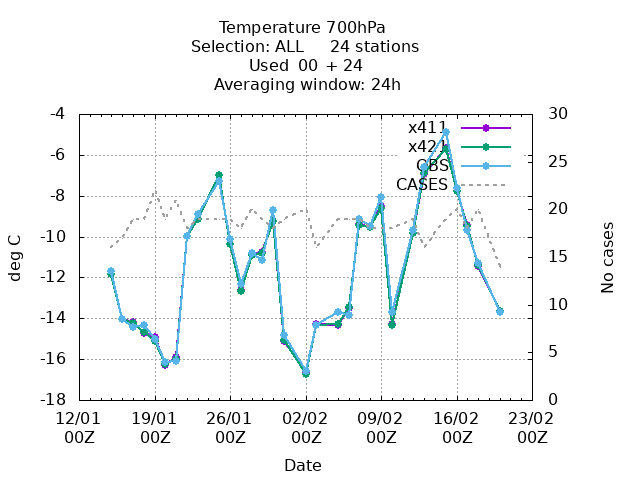 Temperature 700hPa
Selection: ALL 24 stations
Used 00 + 24
Averaging window: 24h
-4 30
x411
x421
-6 25
OBS
-8 CASES 20
-10
deg C 15 No cases
-12
-14 10
-16 5
-18 0
12/01 19/01 26/01 02/02 09/02 16/02 23/02
00Z 00Z 00Z 00Z 00Z 00Z 00Z
Date